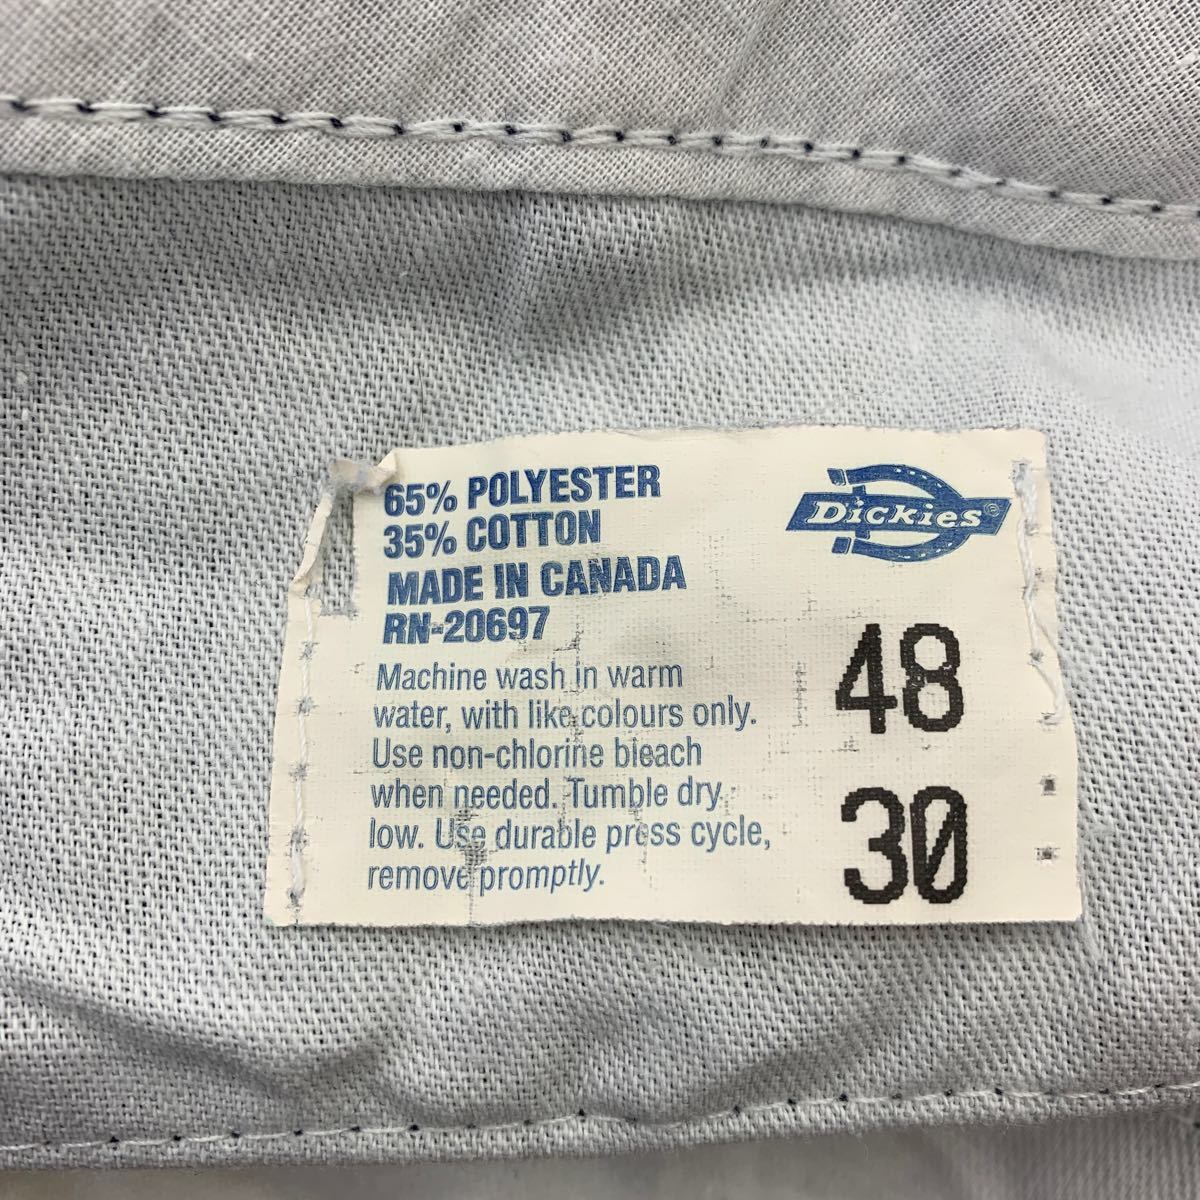 65% POLYESTER
35% COTTON
MADE IN CANADA
RN-20697
Machine wash in warm
water, with like colours only.
Use non-chlorine bleach
when needed. Tumble dry
low. Use durable press cycle,
remove promptly.
Dickies®
48
30